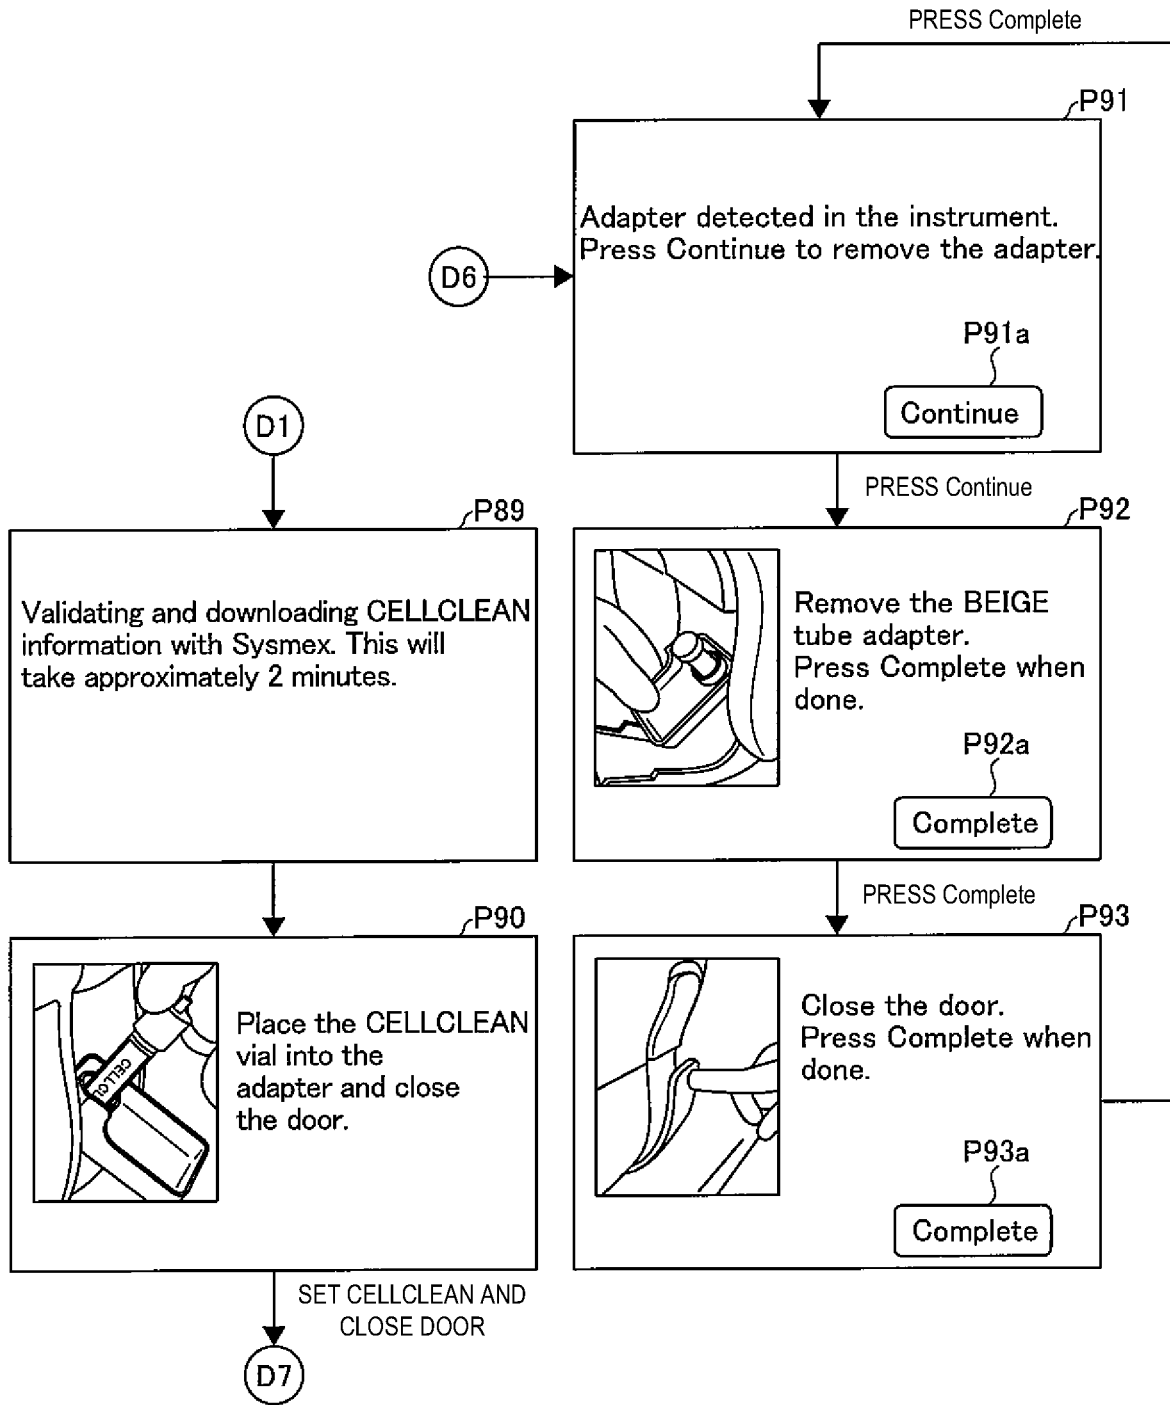 PRESS Complete
P91
Adapter detected in the instrument.
Press Continue to remove the adapter.
D6
P91a
Continue
D1
PRESS Continue
P89
Validating and downloading CELLCLEAN
information with Sysmex. This will
take approximately 2 minutes.
P92
Remove the BEIGE
tube adapter.
Press Complete when
done.
P92a
Complete
PRESS Complete
P90
CELLCL
Place the CELLCLEAN
vial into the
adapter and close
the door.
P93
Close the door.
Press Complete when
done.
P93a
Complete
SET CELLCLEAN AND
CLOSE DOOR
D7